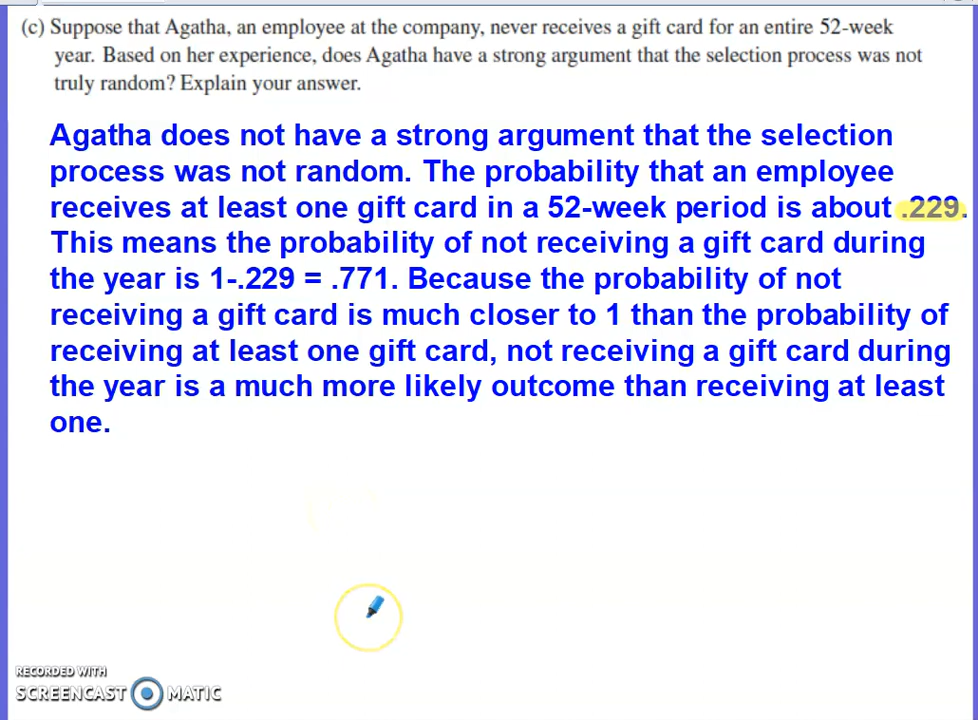 (c) Suppose that Agatha, an employee at the company, never receives a gift card for an entire 52-week
year. Based on her experience, does Agatha have a strong argument that the selection process was not
truly random? Explain your answer.
Agatha does not have a strong argument that the selection
process was not random. The probability that an employee
receives at least one gift card in a 52-week period is about .229.
This means the probability of not receiving a gift card during
the year is 1-.229 = .771. Because the probability of not
receiving a gift card is much closer to 1 than the probability of
receiving at least one gift card, not receiving a gift card during
the year is a much more likely outcome than receiving at least
one.
RECORDED WITH
SCREENCAST MATIC